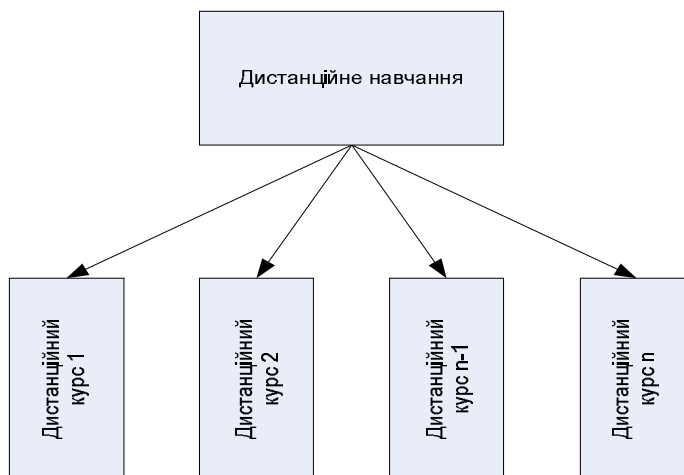 Дистанційне навчання
Дистанційний
курс 1
Дистанційний
курс 2
Дистанційний
курс n-1
Дистанційний
курс n